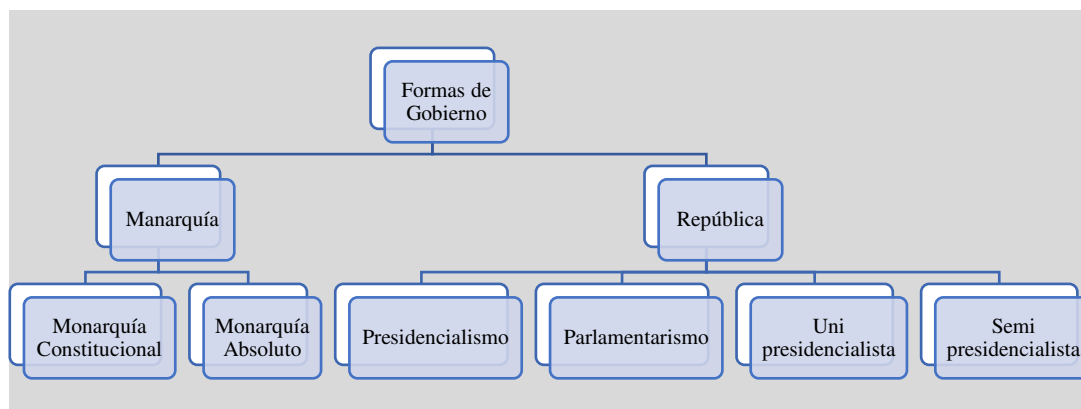 Formas de
Gobierno
Manarquía
República
Monarquía
Constitucional
Monarquía
Absoluto
Presidencialismo
Parlamentarismo
Uni
presidencialista
Semi
presidencialista